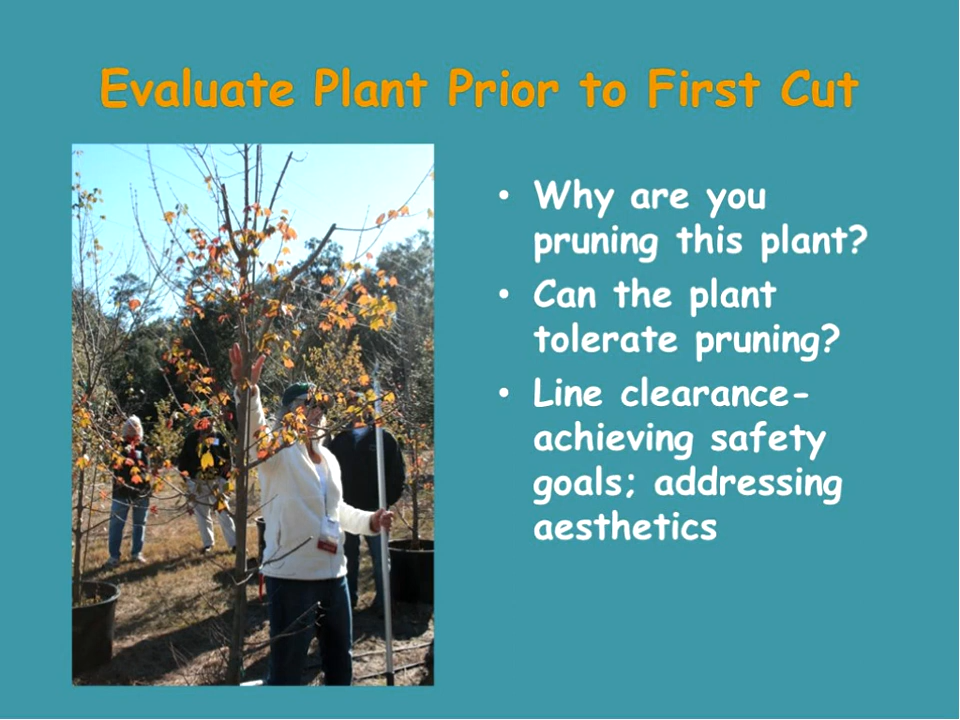 Evaluate Plant Prior to First Cut
• Why are you
pruning this plant?
• Can the plant
tolerate pruning?
• Line clearance-
achieving safety
goals; addressing
aesthetics